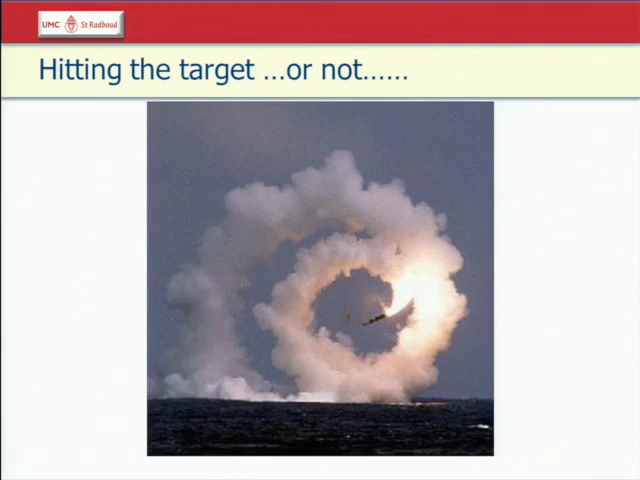 UMC St Radboud
Hitting the target ...or not......